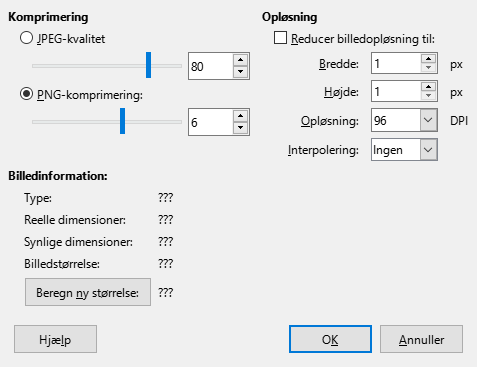 Komprimering
JPEG-kvalitet
80
PNG-komprimering:
6
Opløsning
Reducer billedopløsning til:
Bredde: 1 px
Højde: 1 px
Opløsning: 96 DPI
Interpolering: Ingen
Billedinformation:
Type: ???
Reelle dimensioner: ???
Synlige dimensioner: ???
Billedstørrelse: ???
Beregn ny størrelse: ???
Hjælp OK Annuller